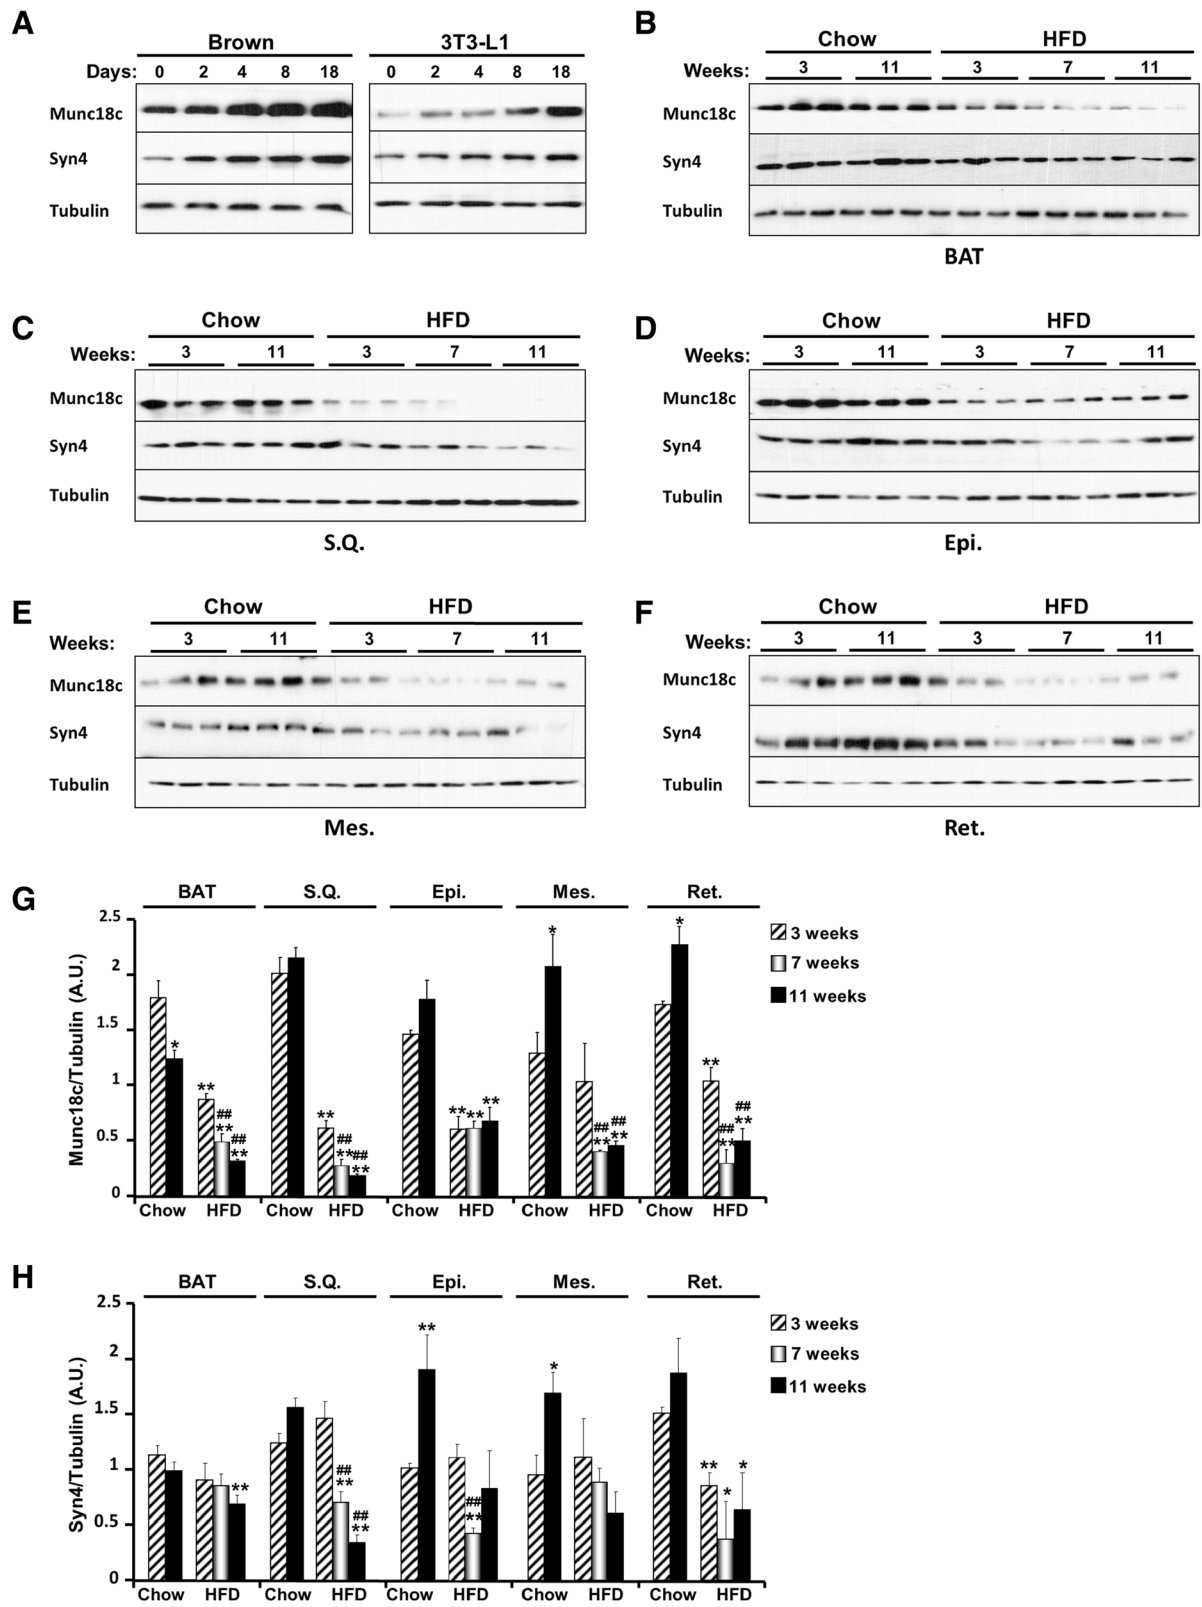 A
Brown 3T3-L1
Days: 0 2 4 8 18 0 2 4 8 18
Munc18c
Syn4
Tubulin
B
Chow HFD
Weeks: 3 11 3 7 11
Munc18c
Syn4
Tubulin
BAT
C
Chow HFD
Weeks: 3 11 3 7 11
Munc18c
Syn4
Tubulin
S.Q.
D
Chow HFD
Weeks: 3 11 3 7 11
Munc18c
Syn4
Tubulin
Epi.
E
Chow HFD
Weeks: 3 11 3 7 11
Munc18c
Syn4
Tubulin
Mes.
F
Chow HFD
Weeks: 3 11 3 7 11
Munc18c
Syn4
Tubulin
Ret.
G
BAT S.Q. Epi. Mes. Ret.
Munc18c/Tubulin (A.U.)
2.5
2
1.5
1
0.5
0
* ** ## ** ## **
** ## ** ## **
** ** **
* ## ** ## **
* ** ## ** ## **
Chow HFD Chow HFD Chow HFD Chow HFD Chow HFD
3 weeks
7 weeks
11 weeks
H
BAT S.Q. Epi. Mes. Ret.
Syn4/Tubulin (A.U.)
2.5
2
1.5
1
0.5
0
**
## ** ## **
** ## **
*
** * *
Chow HFD Chow HFD Chow HFD Chow HFD Chow HFD
3 weeks
7 weeks
11 weeks